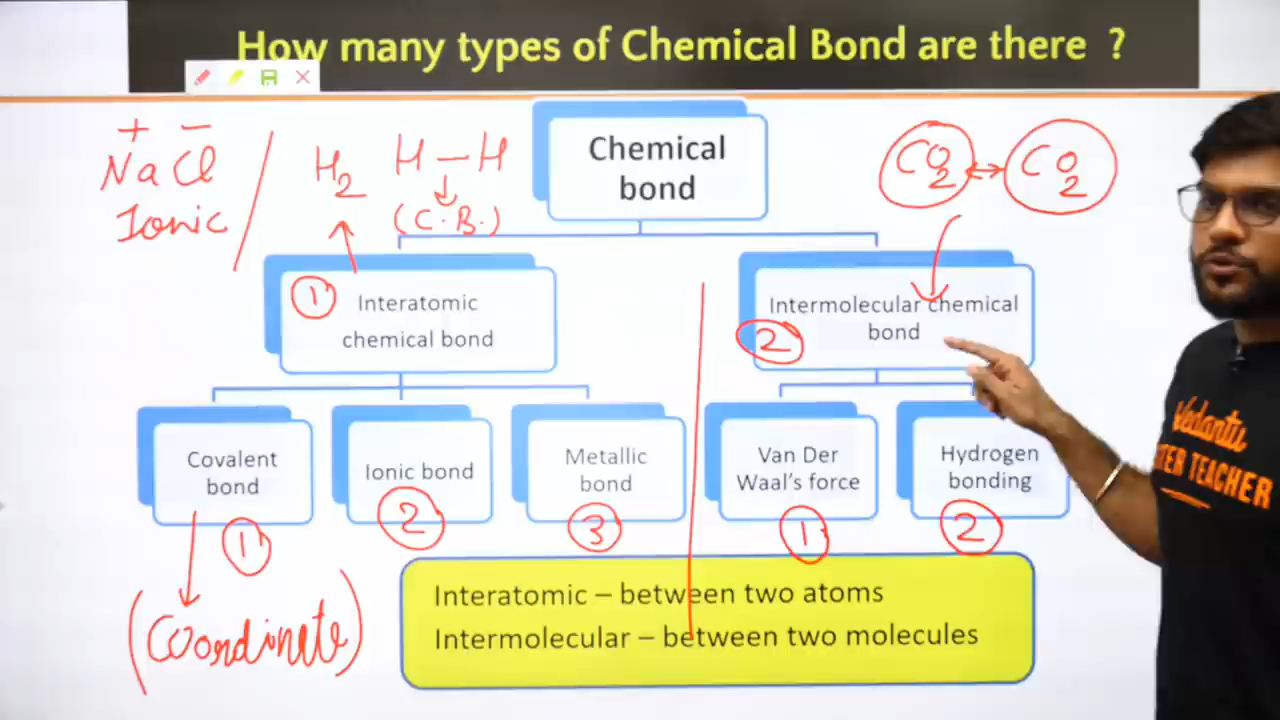 How many types of Chemical Bond are there ?
+ –
NaCl
Ionic
H2
H–H
(C.B.)
Chemical
bond
CO2 ↔ CO2
1
Interatomic
chemical bond
Intermolecular chemical
bond
2
Covalent
bond
1
Ionic bond
2
Metallic
bond
3
Van Der
Waal's force
1
Hydrogen
bonding
2
(Coordinate)
Interatomic – between two atoms
Intermolecular – between two molecules
Vedantu
TER TEACHER